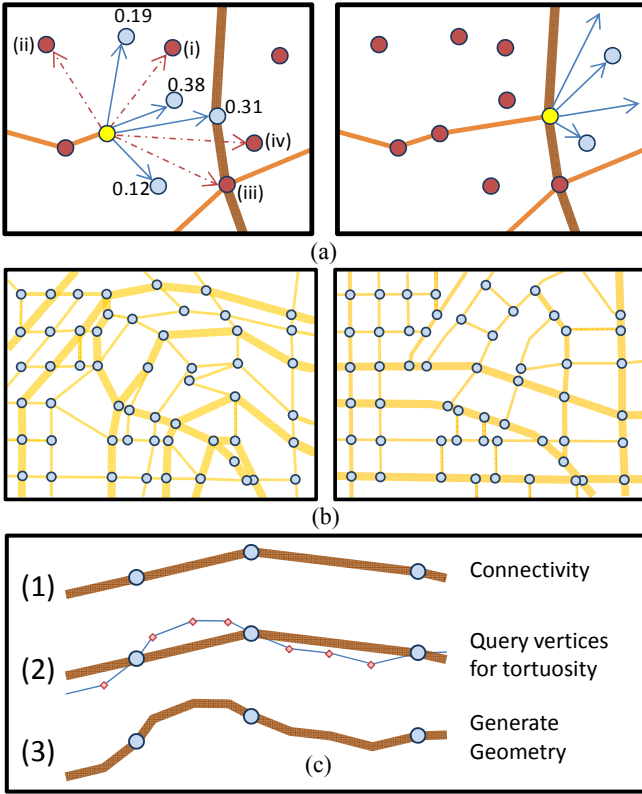 0.19
(ii)
(i)
0.38
0.31
(iv)
0.12
(iii)
(a)
(b)
(1)
Connectivity
(2)
Query vertices
for tortuosity
(3)
Generate
Geometry
(c)